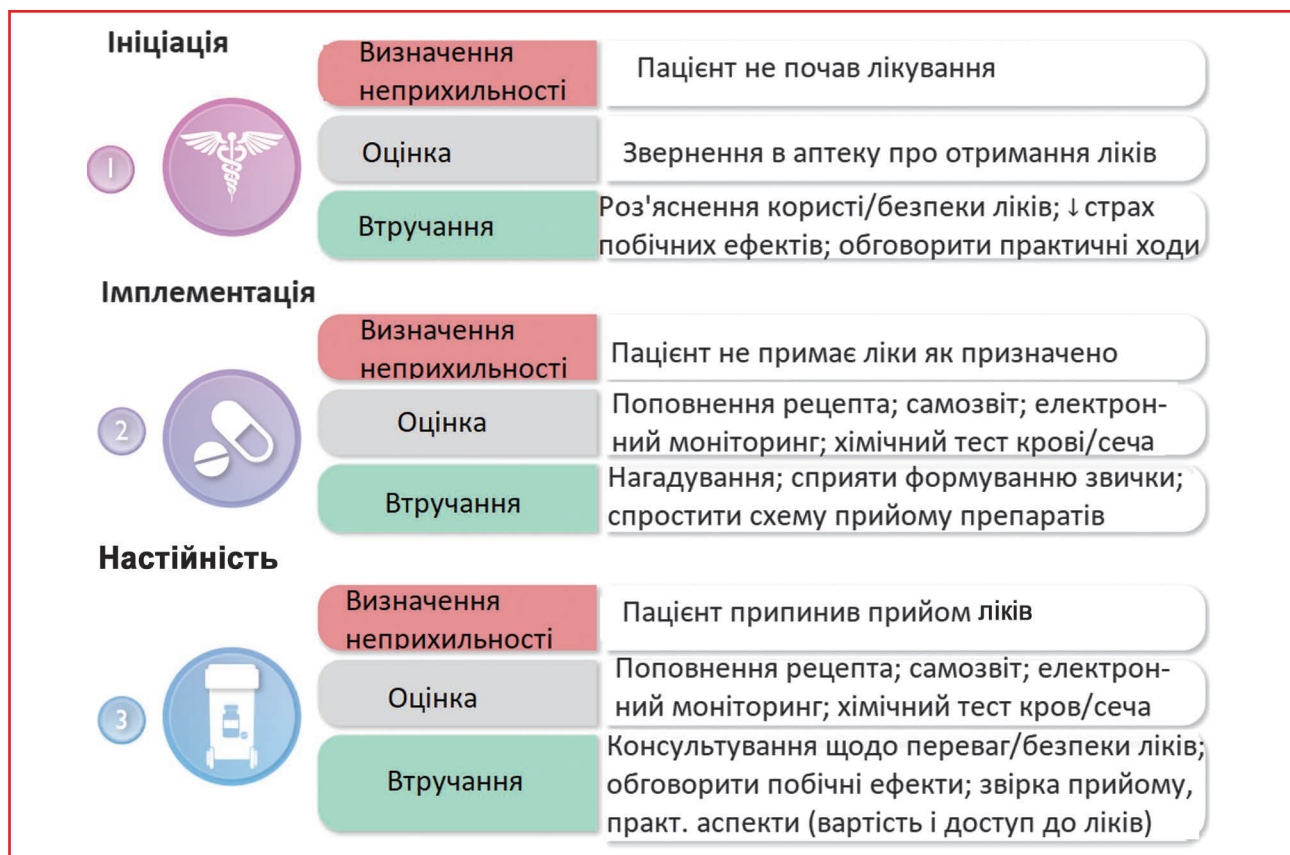 Ініціація
Визначення
неприхильності
Пацієнт не почав лікування
1
Оцінка
Звернення в аптеку про отримання ліків
Втручання
Роз'яснення користі/безпеки ліків; ↓ страх
побічних ефектів; обговорити практичні ходи
Імплементація
Визначення
неприхильності
Пацієнт не примає ліки як призначено
2
Оцінка
Поповнення рецепта; самозвіт; електрон-
ний моніторинг; хімічний тест крові/сеча
Втручання
Нагадування; сприяти формуванню звички;
спростити схему прийому препаратів
Настійність
Визначення
неприхильності
Пацієнт припинив прийом ліків
3
Оцінка
Поповнення рецепта; самозвіт; електрон-
ний моніторинг; хімічний тест кров/сеча
Втручання
Консультування щодо переваг/безпеки ліків;
обговорити побічні ефекти; звірка прийому,
практ. аспекти (вартість і доступ до ліків)